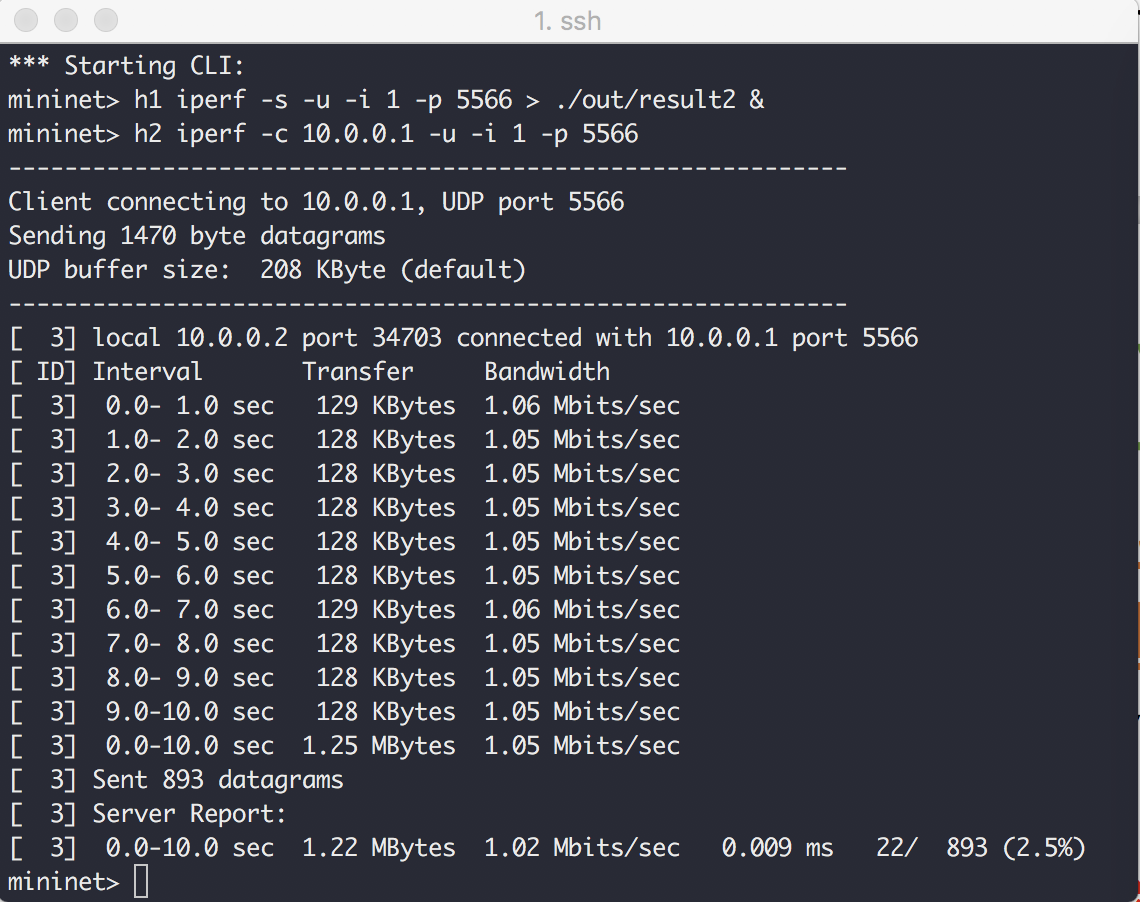 1. ssh
*** Starting CLI:
mininet> h1 iperf -s -u -i 1 -p 5566 > ./out/result2 &
mininet> h2 iperf -c 10.0.0.1 -u -i 1 -p 5566
------------------------------------------------------------
Client connecting to 10.0.0.1, UDP port 5566
Sending 1470 byte datagrams
UDP buffer size:  208 KByte (default)
------------------------------------------------------------
[  3] local 10.0.0.2 port 34703 connected with 10.0.0.1 port 5566
[ ID] Interval       Transfer     Bandwidth
[  3]  0.0- 1.0 sec   129 KBytes  1.06 Mbits/sec
[  3]  1.0- 2.0 sec   128 KBytes  1.05 Mbits/sec
[  3]  2.0- 3.0 sec   128 KBytes  1.05 Mbits/sec
[  3]  3.0- 4.0 sec   128 KBytes  1.05 Mbits/sec
[  3]  4.0- 5.0 sec   128 KBytes  1.05 Mbits/sec
[  3]  5.0- 6.0 sec   128 KBytes  1.05 Mbits/sec
[  3]  6.0- 7.0 sec   129 KBytes  1.06 Mbits/sec
[  3]  7.0- 8.0 sec   128 KBytes  1.05 Mbits/sec
[  3]  8.0- 9.0 sec   128 KBytes  1.05 Mbits/sec
[  3]  9.0-10.0 sec   128 KBytes  1.05 Mbits/sec
[  3]  0.0-10.0 sec  1.25 MBytes  1.05 Mbits/sec
[  3] Sent 893 datagrams
[  3] Server Report:
[  3]  0.0-10.0 sec  1.22 MBytes  1.02 Mbits/sec   0.009 ms   22/  893 (2.5%)
mininet>